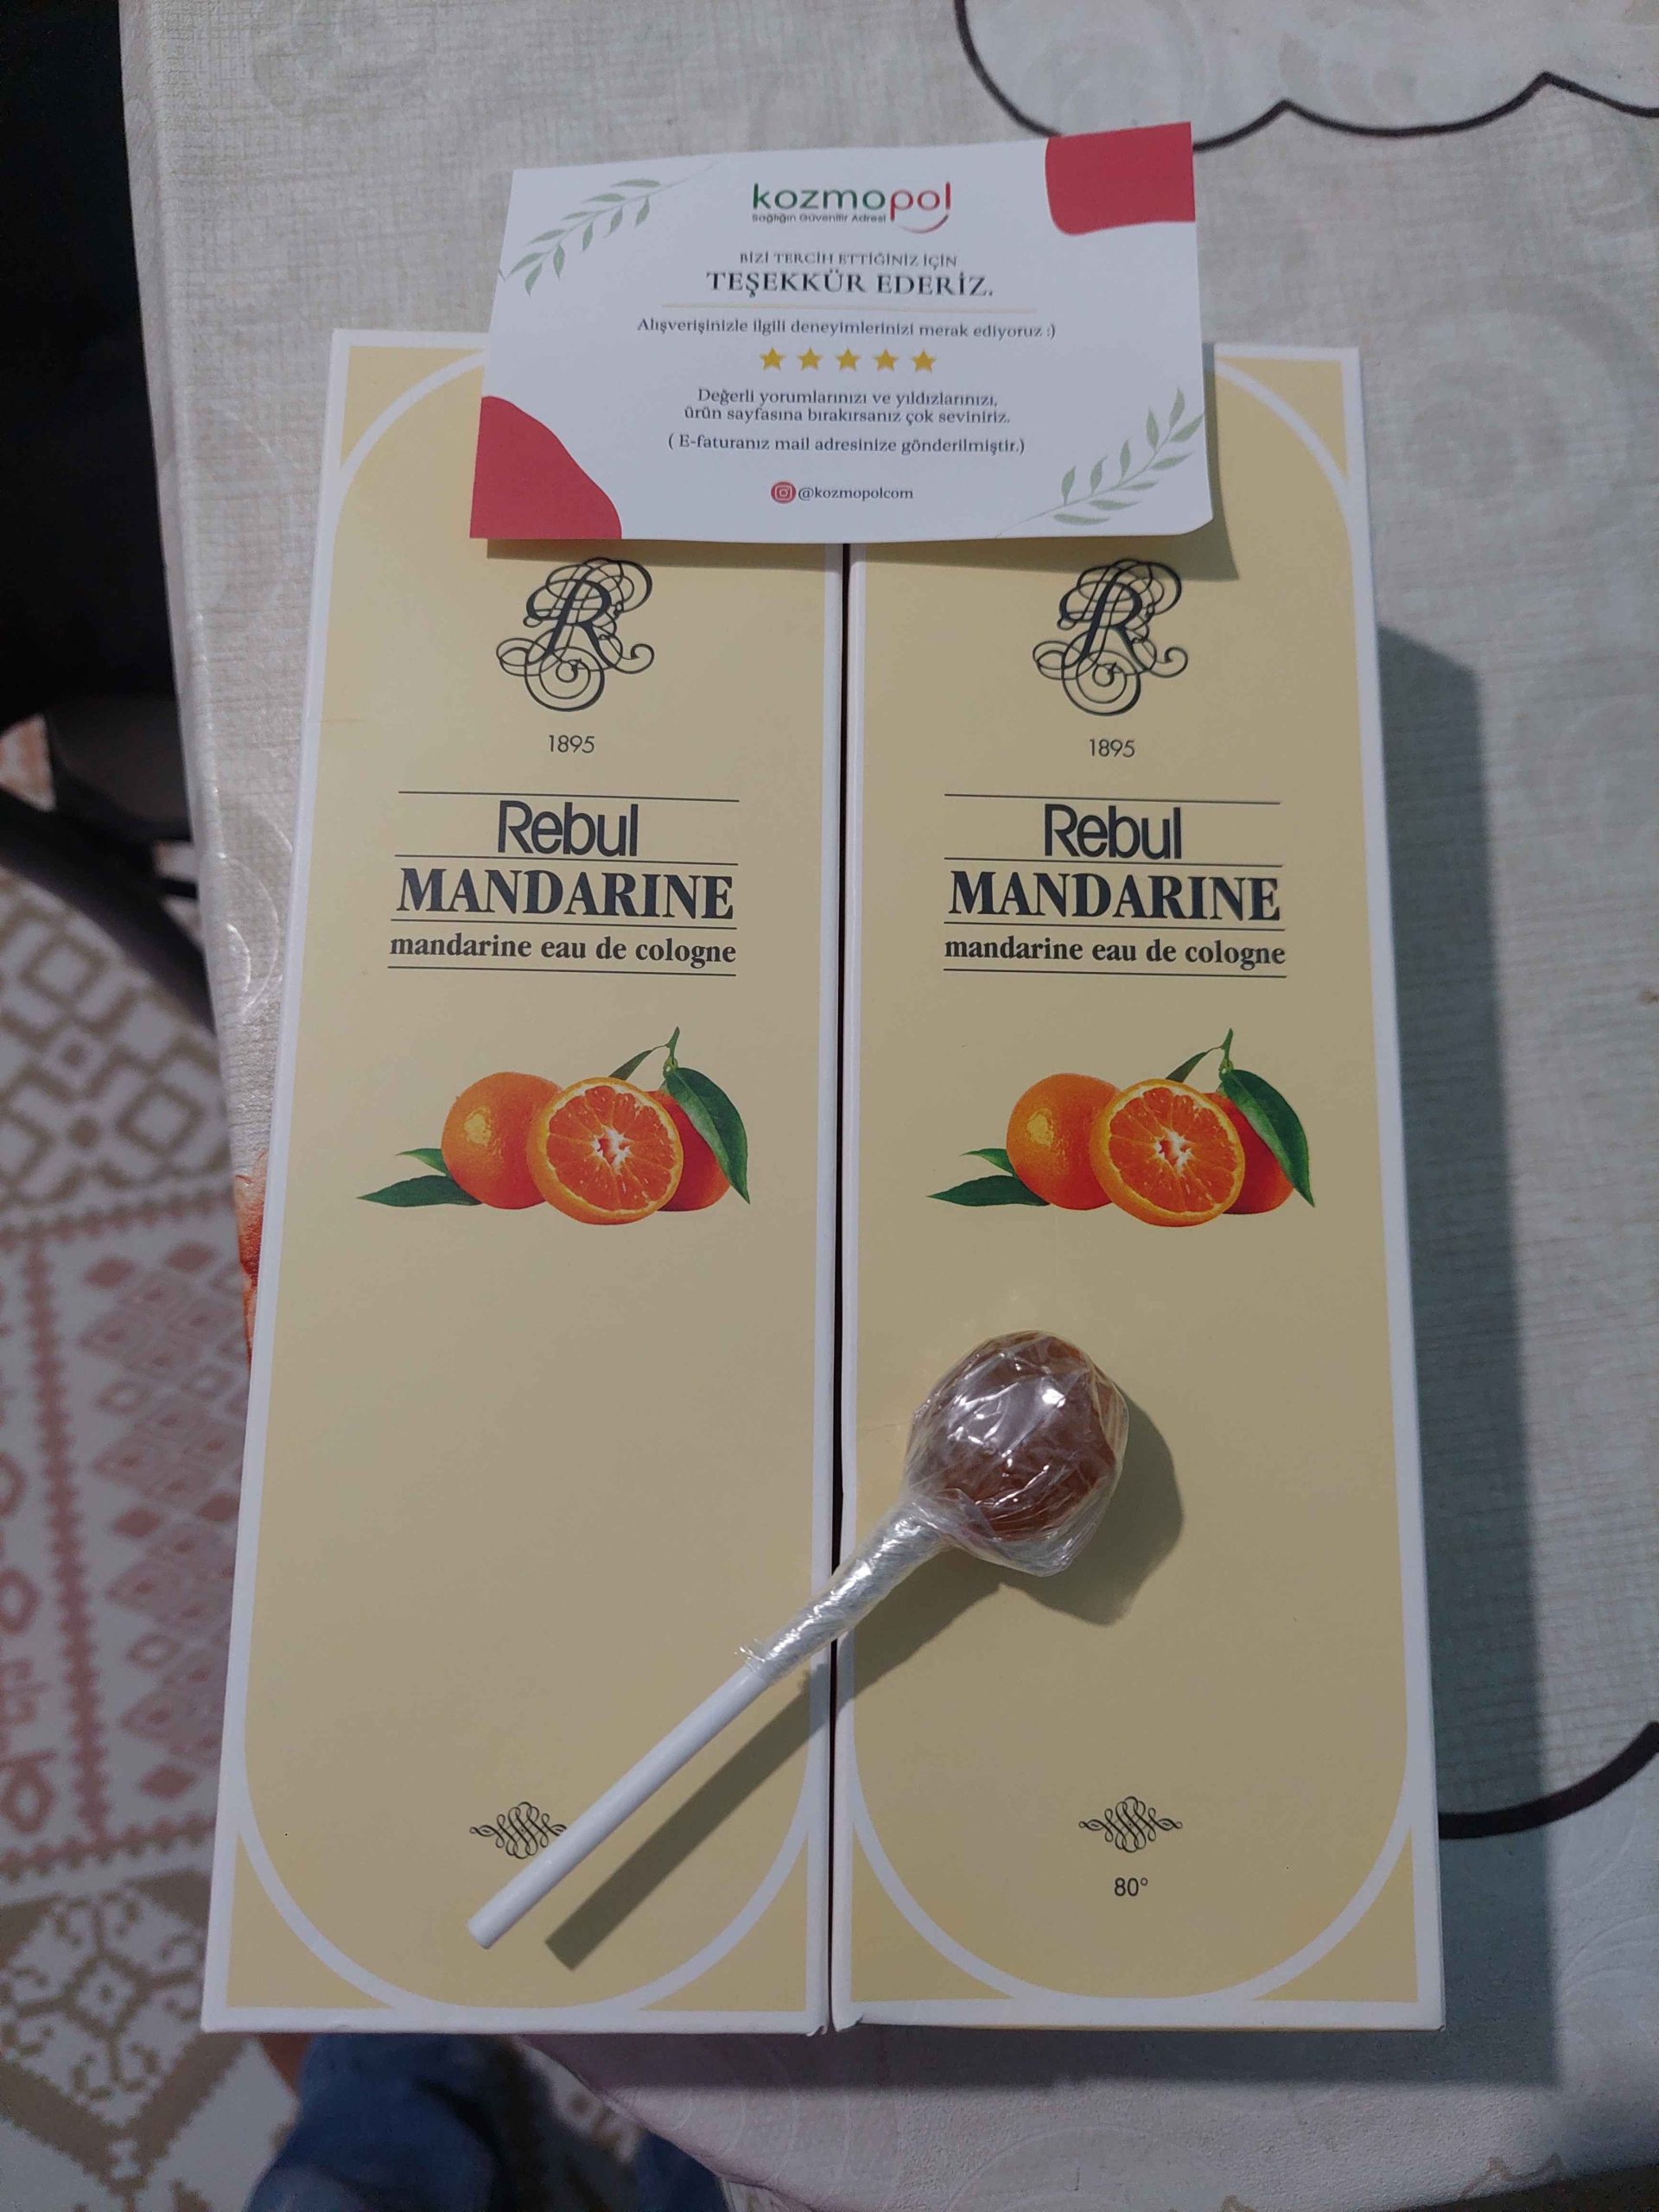 kozmopol
Sağlığın Güvenilir Adresi
BİZİ TERCİH ETTİĞİNİZ İÇİN
TEŞEKKÜR EDERİZ.
Alışverişinizle ilgili deneyimlerinizi merak ediyoruz :)
Değerli yorumlarınızı ve yıldızlarınızı,
ürün sayfasına bırakırsanız çok seviniriz.
( E-faturanız mail adresinize gönderilmiştir.)
@kozmopolcom
R
1895
Rebul
MANDARINE
mandarine eau de cologne
R
1895
Rebul
MANDARINE
mandarine eau de cologne
80°